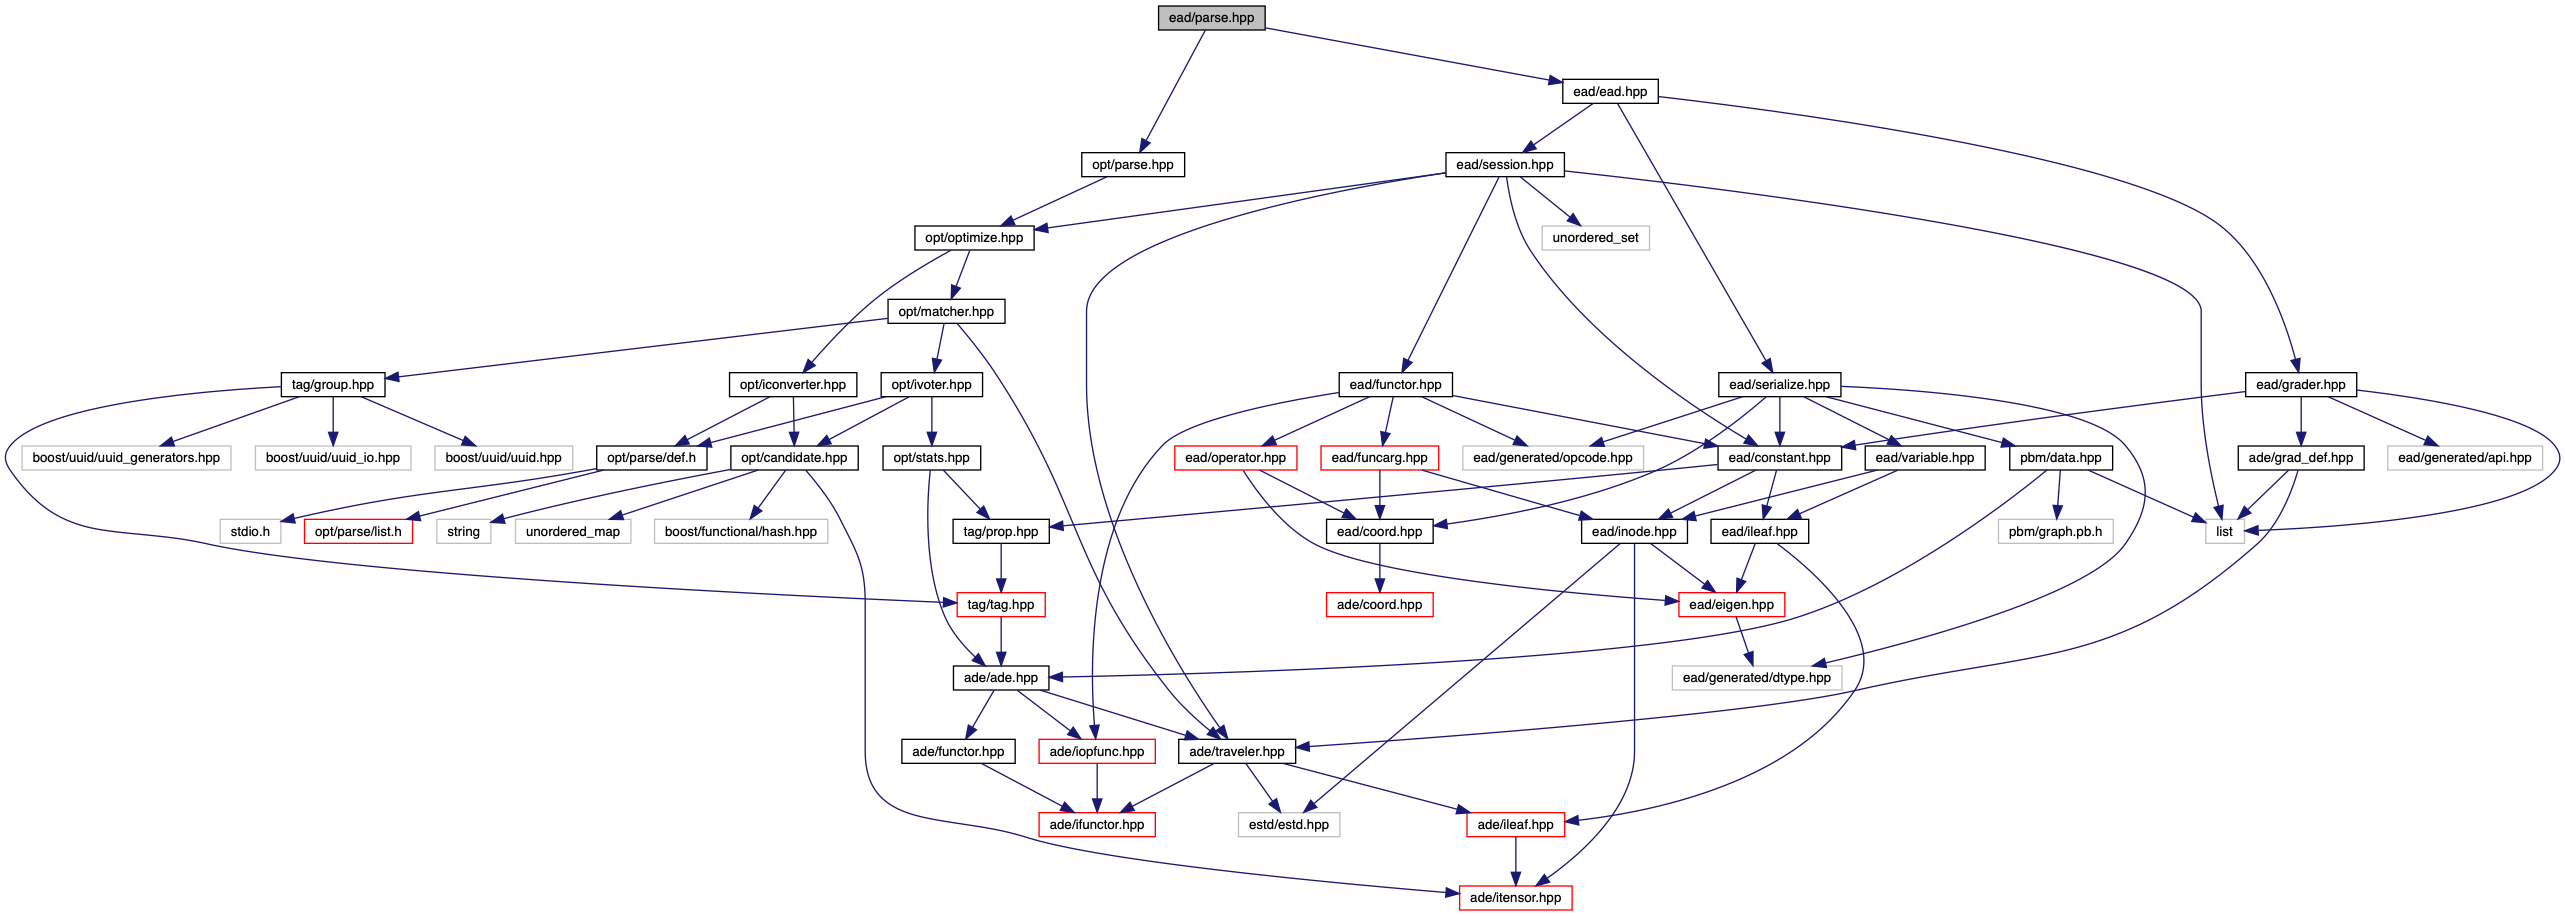 ead/parse.hpp
ead/ead.hpp
opt/parse.hpp
ead/session.hpp
opt/optimize.hpp
unordered_set
opt/matcher.hpp
tag/group.hpp
opt/iconverter.hpp
opt/ivoter.hpp
ead/functor.hpp
ead/serialize.hpp
ead/grader.hpp
boost/uuid/uuid_generators.hpp
boost/uuid/uuid_io.hpp
boost/uuid/uuid.hpp
opt/parse/def.h
opt/candidate.hpp
opt/stats.hpp
ead/operator.hpp
ead/funcarg.hpp
ead/generated/opcode.hpp
ead/constant.hpp
ead/variable.hpp
pbm/data.hpp
ade/grad_def.hpp
ead/generated/api.hpp
stdio.h
opt/parse/list.h
string
unordered_map
boost/functional/hash.hpp
tag/prop.hpp
ead/coord.hpp
ead/inode.hpp
ead/ileaf.hpp
pbm/graph.pb.h
list
tag/tag.hpp
ade/coord.hpp
ead/eigen.hpp
ade/ade.hpp
ead/generated/dtype.hpp
ade/functor.hpp
ade/iopfunc.hpp
ade/traveler.hpp
ade/ifunctor.hpp
estd/estd.hpp
ade/ileaf.hpp
ade/itensor.hpp